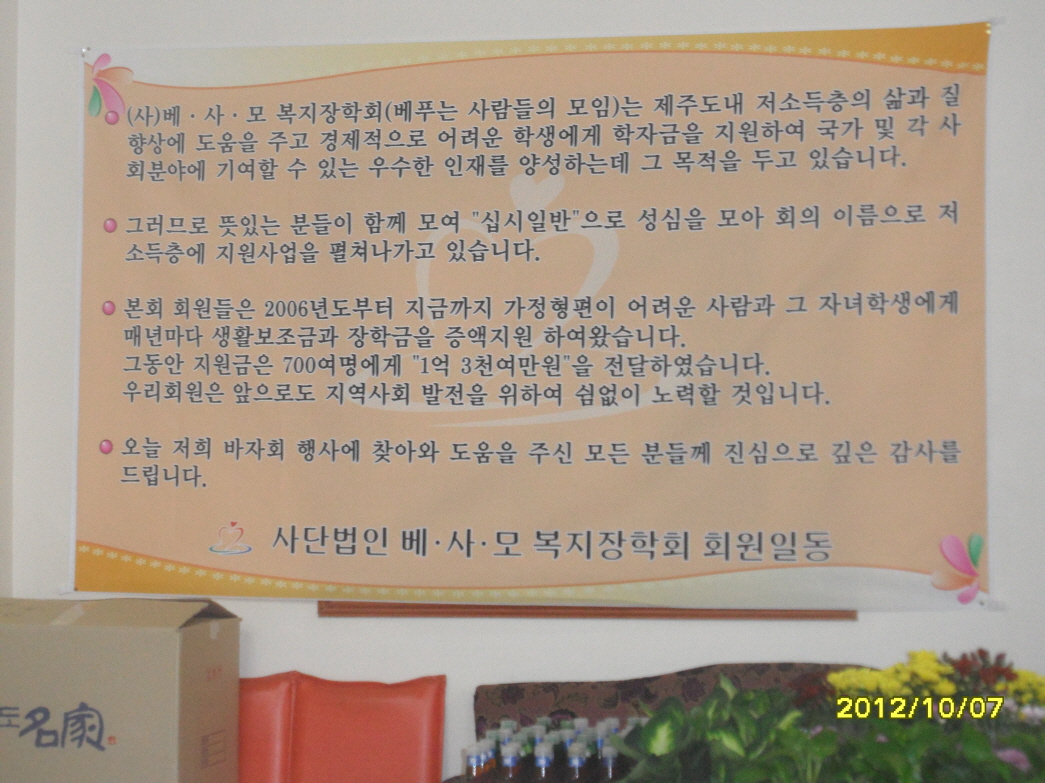 (사)베·사·모 복지장학회(베푸는 사람들의 모임)는 제주도내 저소득층의 삶과 질
향상에 도움을 주고 경제적으로 어려운 학생에게 학자금을 지원하여 국가 및 각 사
회분야에 기여할 수 있는 우수한 인재를 양성하는데 그 목적을 두고 있습니다.
그러므로 뜻있는 분들이 함께 모여 "십시일반"으로 성심을 모아 회의 이름으로 저
소득층에 지원사업을 펼쳐나가고 있습니다.
본회 회원들은 2006년도부터 지금까지 가정형편이 어려운 사람과 그 자녀학생에게
매년마다 생활보조금과 장학금을 증액지원 하여왔습니다.
그동안 지원금은 700여명에게 "1억 3천여만원"을 전달하였습니다.
우리회원은 앞으로도 지역사회 발전을 위하여 쉼없이 노력할 것입니다.
오늘 저희 바자회 행사에 찾아와 도움을 주신 모든 분들께 진심으로 깊은 감사를
드립니다.
사단법인 베·사·모 복지장학회 회원일동
도名家
2012/10/07